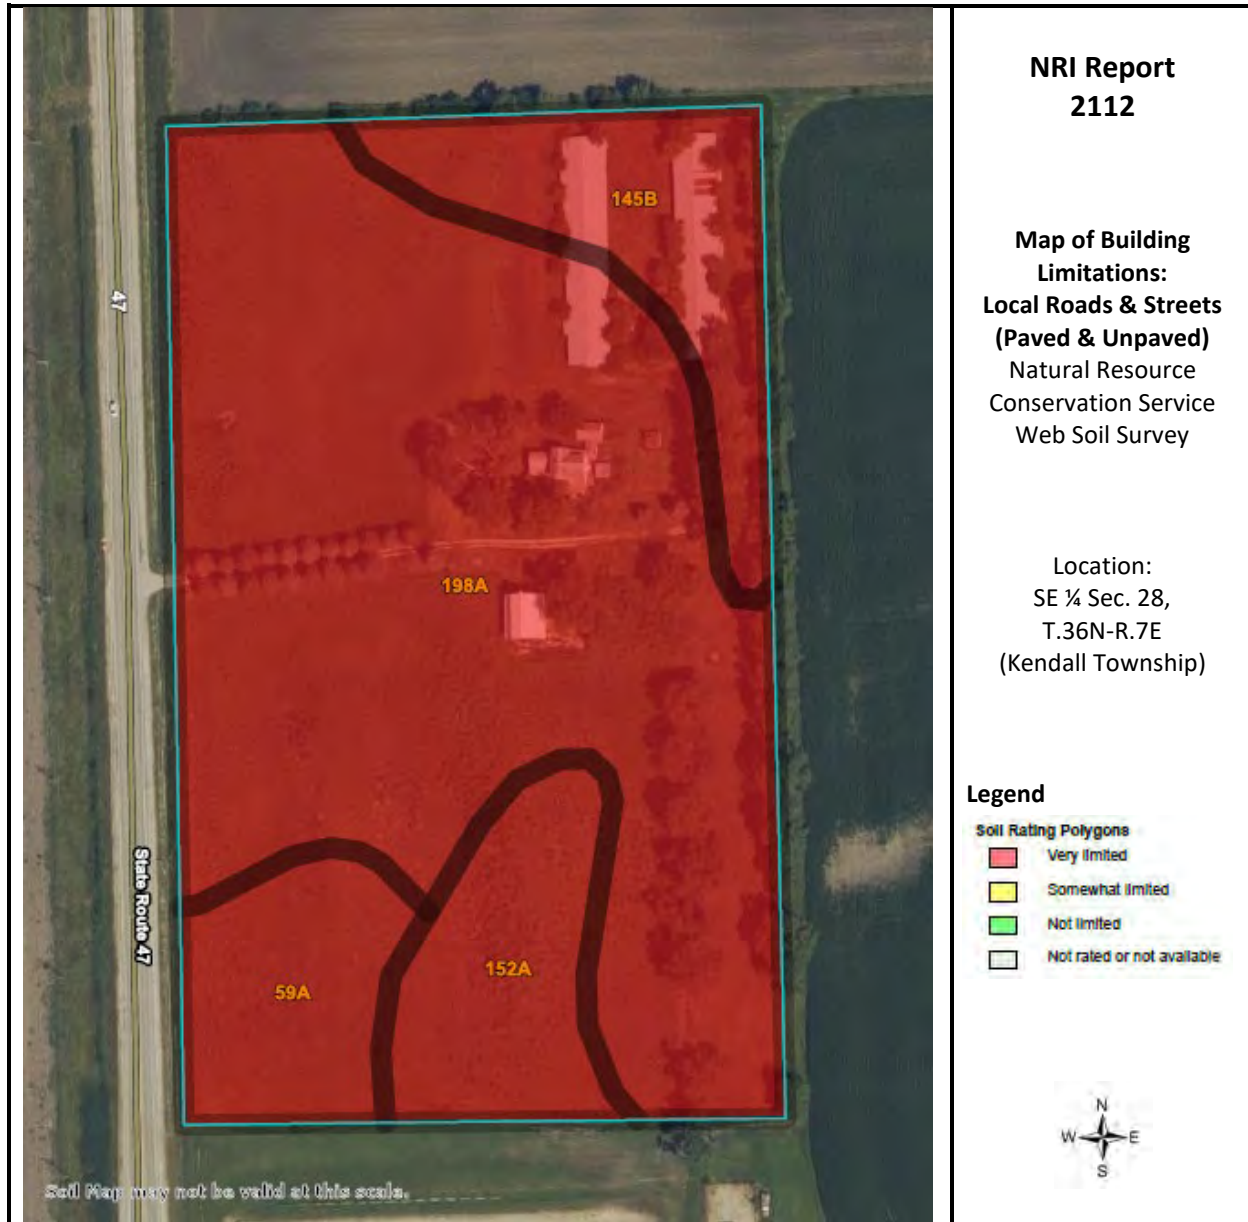 NRI Report
2112
Map of Building
Limitations:
Local Roads & Streets
(Paved & Unpaved)
Natural Resource
Conservation Service
Web Soil Survey
Location:
SE ¼ Sec. 28,
T.36N-R.7E
(Kendall Township)
Legend
Soil Rating Polygons
Very limited
Somewhat limited
Not limited
Not rated or not available
N
W E
S
145B
47
198A
State Route 47
152A
59A
Soil Map may not be valid at this scale.